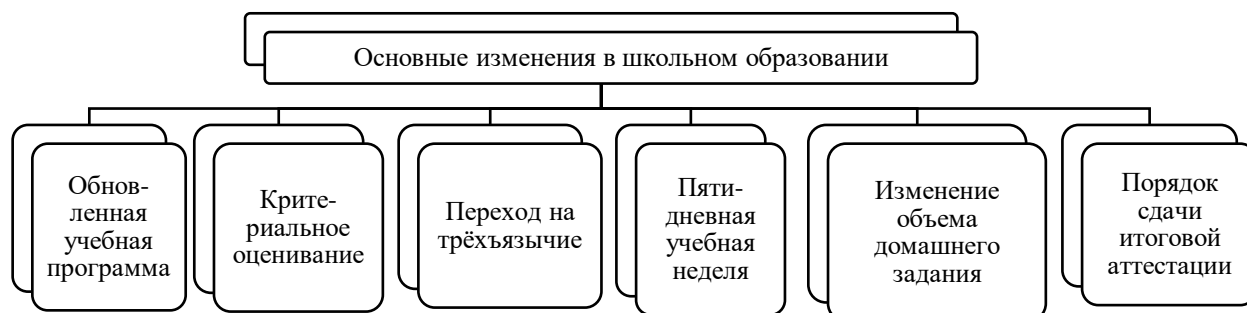 Основные изменения в школьном образовании
Обнов-
ленная
учебная
программа
Крите-
риальное
оценивание
Переход на
трёхъязычие
Пяти-
дневная
учебная
неделя
Изменение
объема
домашнего
задания
Порядок
сдачи
итоговой
аттестации